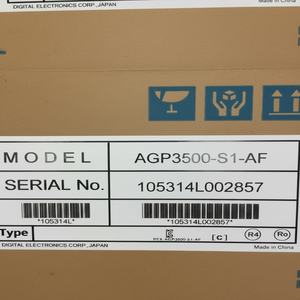 DIGITAL ELECTRONICS CORP., JAPAN
Made in China
MODEL AGP3500-S1-AF
SERIAL No. 105314L002857
*105314L* *105314L002857*
Type [C] R4 Ro
DIGITAL ELECTRONICS CORP., JAPAN
Made in China